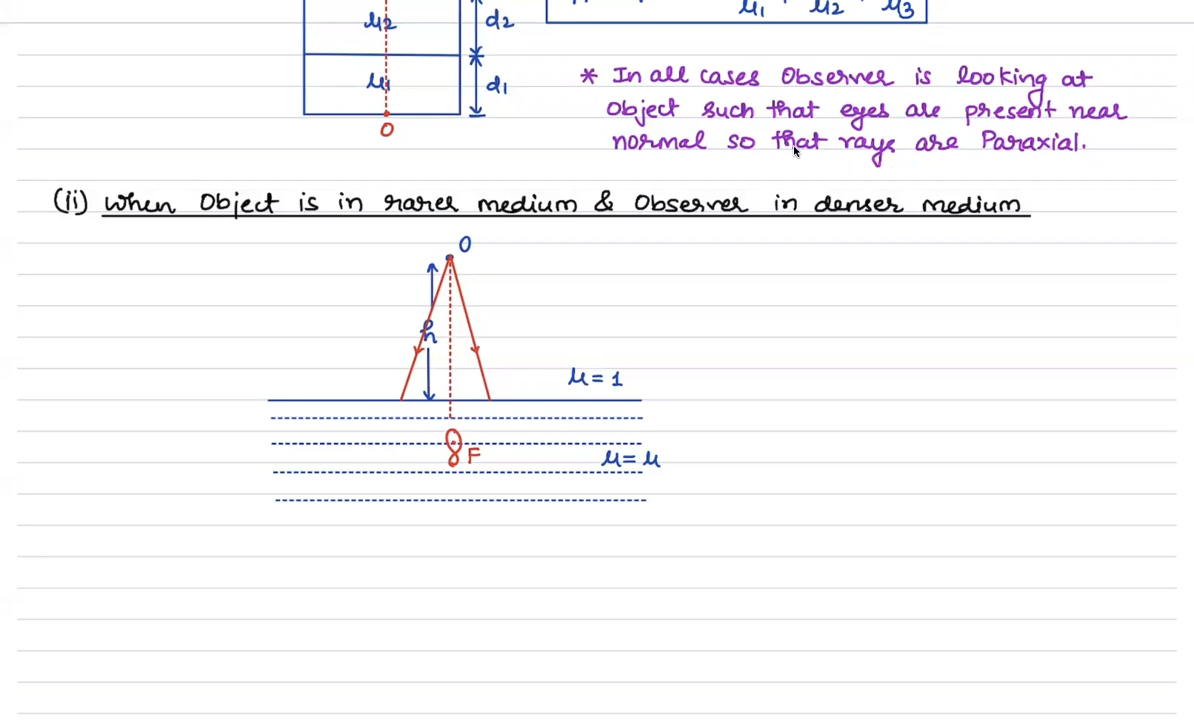 μ2 d2
μ1 μ2 μ3
μ1 d1
O
* In all cases Observer is looking at
Object such that eyes are present near
normal so that rays are Paraxial.
(ii) When Object is in rarer medium & Observer in denser medium
O
h
μ = 1
F
μ = μ